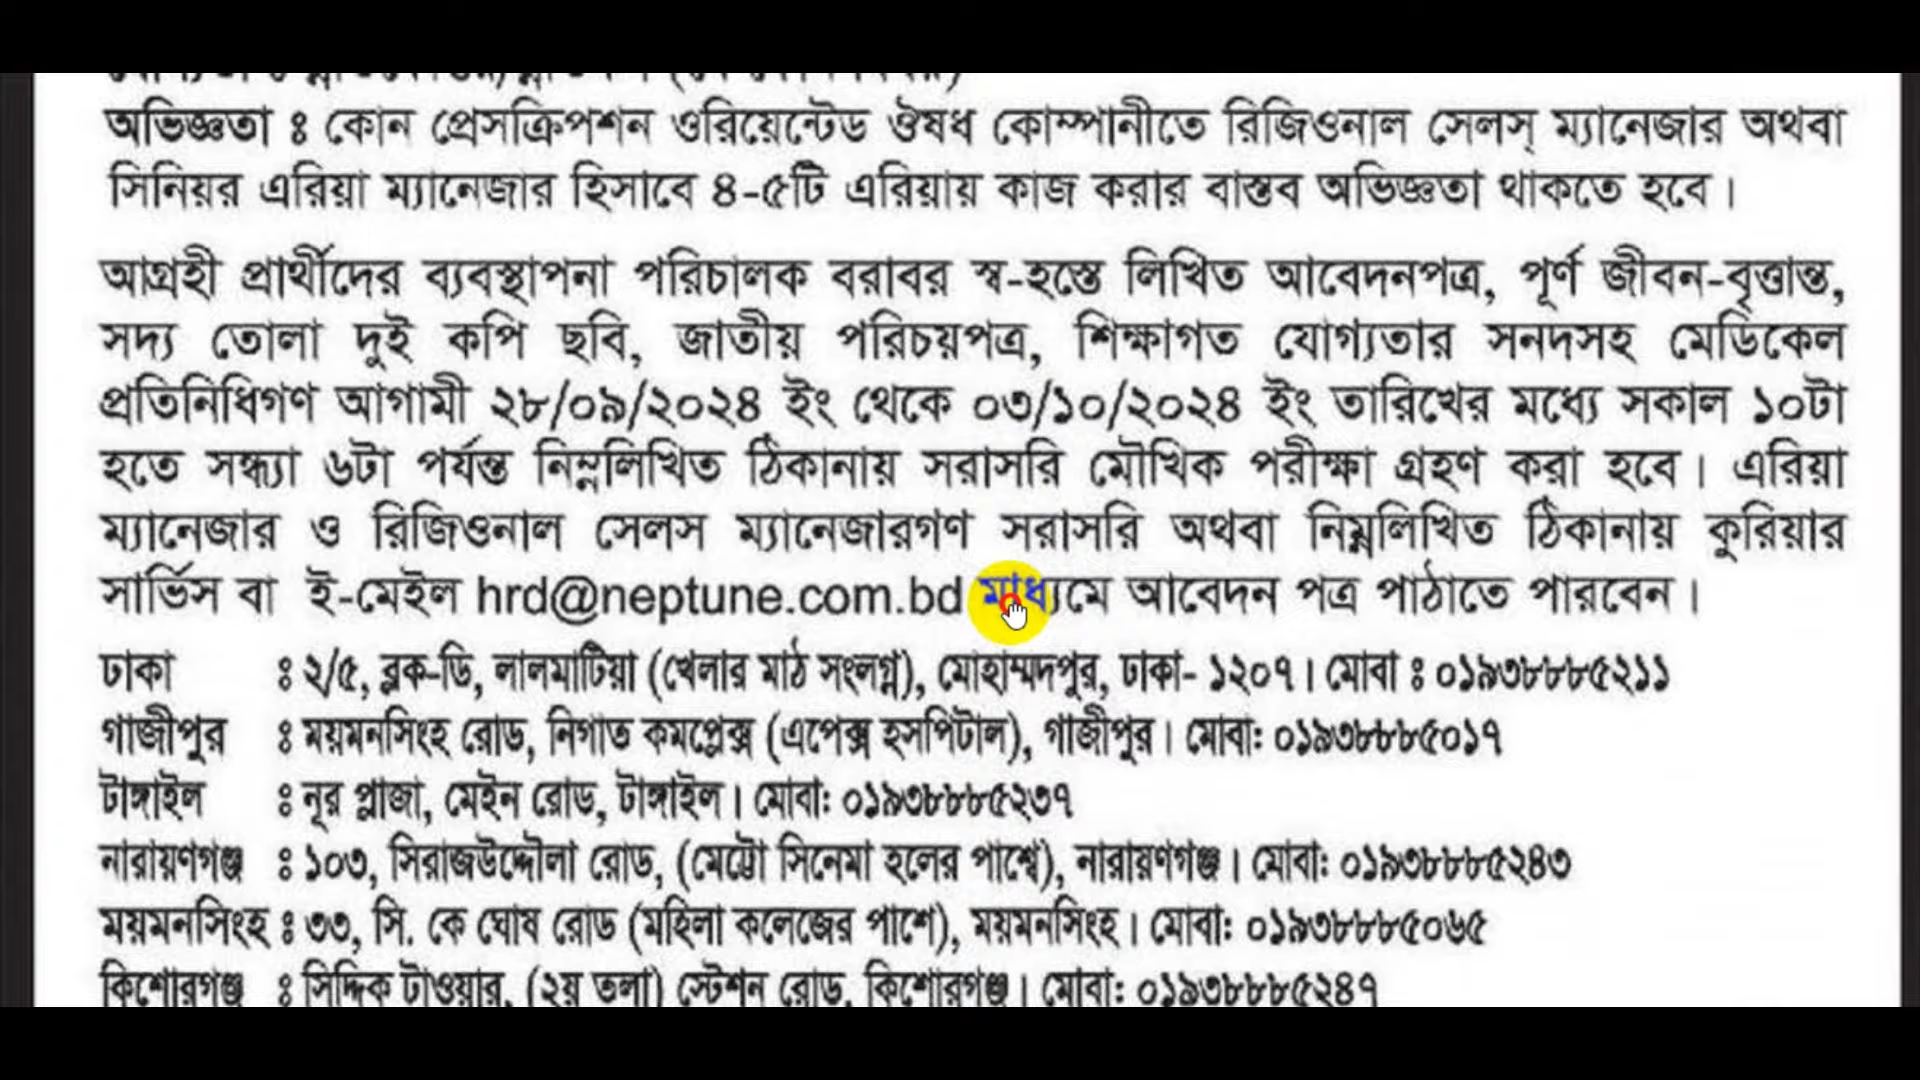 অভিজ্ঞতা ঃ কোন প্রেসক্রিপশন ওরিয়েন্টেড ঔষধ কোম্পানীতে রিজিওনাল সেলস্ ম্যানেজার অথবা
সিনিয়র এরিয়া ম্যানেজার হিসাবে ৪-৫টি এরিয়ায় কাজ করার বাস্তব অভিজ্ঞতা থাকতে হবে।
আগ্রহী প্রার্থীদের ব্যবস্থাপনা পরিচালক বরাবর স্ব-হস্তে লিখিত আবেদনপত্র, পূর্ণ জীবন-বৃত্তান্ত,
সদ্য তোলা দুই কপি ছবি, জাতীয় পরিচয়পত্র, শিক্ষাগত যোগ্যতার সনদসহ মেডিকেল
প্রতিনিধিগণ আগামী ২৮/০৯/২০২৪ ইং থেকে ০৩/১০/২০২৪ ইং তারিখের মধ্যে সকাল ১০টা
হতে সন্ধ্যা ৬টা পর্যন্ত নিম্নলিখিত ঠিকানায় সরাসরি মৌখিক পরীক্ষা গ্রহণ করা হবে। এরিয়া
ম্যানেজার ও রিজিওনাল সেলস ম্যানেজারগণ সরাসরি অথবা নিম্নলিখিত ঠিকানায় কুরিয়ার
সার্ভিস বা ই-মেইল hrd@neptune.com.bd মাধ্যমে আবেদন পত্র পাঠাতে পারবেন।
ঢাকা ঃ ২/৫, ব্লক-ডি, লালমাটিয়া (খেলার মাঠ সংলগ্ন), মোহাম্মদপুর, ঢাকা- ১২০৭। মোবা ঃ ০১৯৩৮৮৮৫২১১
গাজীপুর ঃ ময়মনসিংহ রোড, নিগাত কমপ্লেক্স (এপেক্স হসপিটাল), গাজীপুর। মোবা: ০১৯৩৮৮৮৫০১৭
টাঙ্গাইল ঃ নূর প্লাজা, মেইন রোড, টাঙ্গাইল। মোবা: ০১৯৩৮৮৮৫২৩৭
নারায়ণগঞ্জ ঃ ১০৩, সিরাজউদ্দৌলা রোড, (মেট্টো সিনেমা হলের পাশ্বে), নারায়ণগঞ্জ। মোবা: ০১৯৩৮৮৮৫২৪৩
ময়মনসিংহ ঃ ৩৩, সি. কে ঘোষ রোড (মহিলা কলেজের পাশে), ময়মনসিংহ। মোবা: ০১৯৩৮৮৮৫০৬৫
কিশোরগঞ্জ ঃ সিদ্দিক টাওয়ার, (২য় তলা) স্টেশন রোড, কিশোরগঞ্জ। মোবা: ০১৯৩৮৮৮৫২৪৭